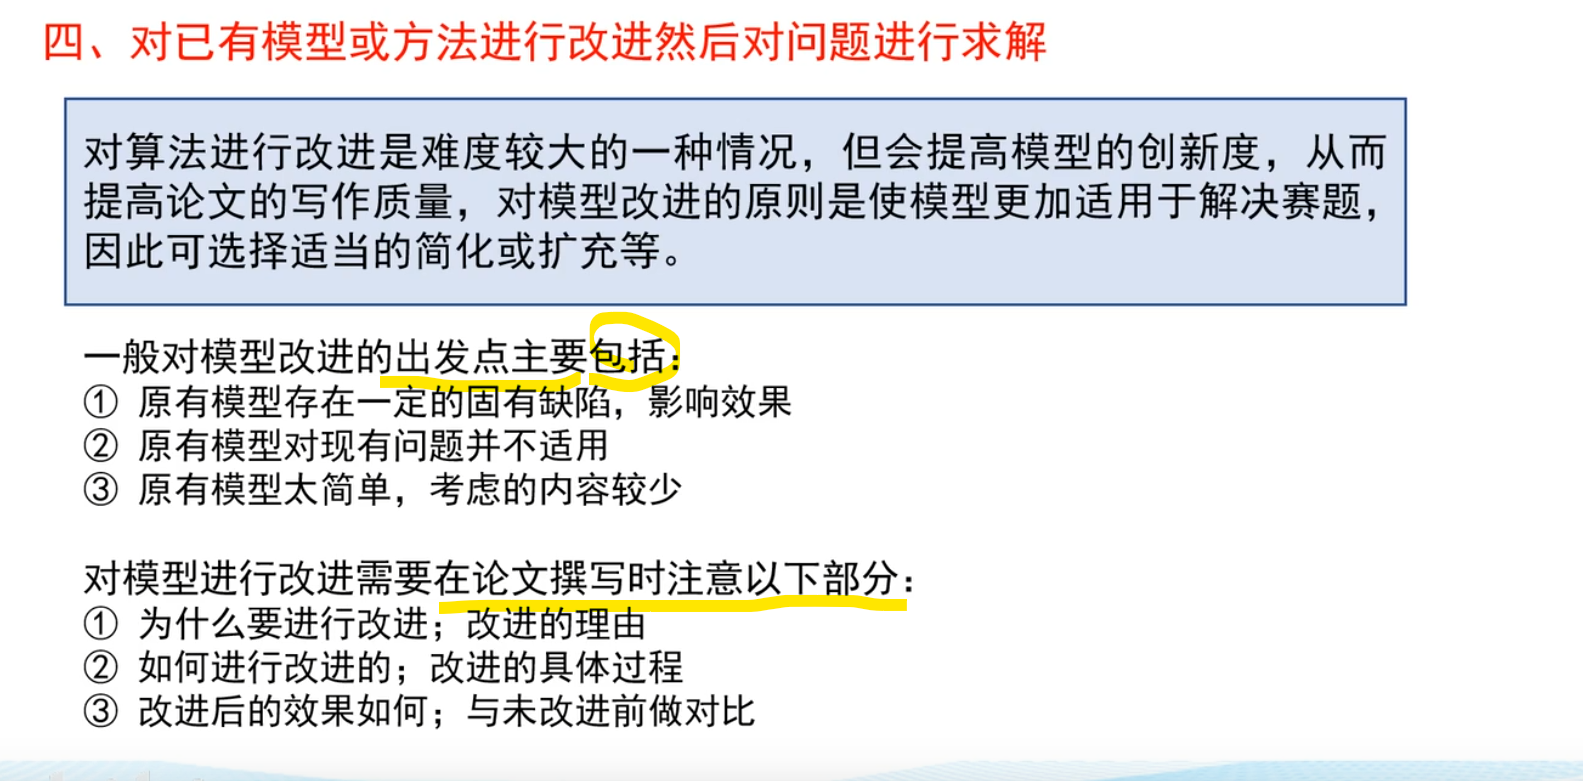 四、对已有模型或方法进行改进然后对问题进行求解
对算法进行改进是难度较大的一种情况，但会提高模型的创新度，从而
提高论文的写作质量，对模型改进的原则是使模型更加适用于解决赛题，
因此可选择适当的简化或扩充等。
一般对模型改进的出发点主要包括：
① 原有模型存在一定的固有缺陷，影响效果
② 原有模型对现有问题并不适用
③ 原有模型太简单，考虑的内容较少
对模型进行改进需要在论文撰写时注意以下部分：
① 为什么要进行改进；改进的理由
② 如何进行改进的；改进的具体过程
③ 改进后的效果如何；与未改进前做对比